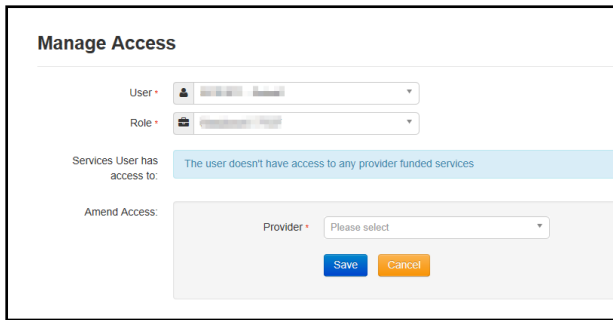 Manage Access
User *
Role *
Services User has
access to:
The user doesn't have access to any provider funded services
Amend Access:
Provider * Please select
Save Cancel